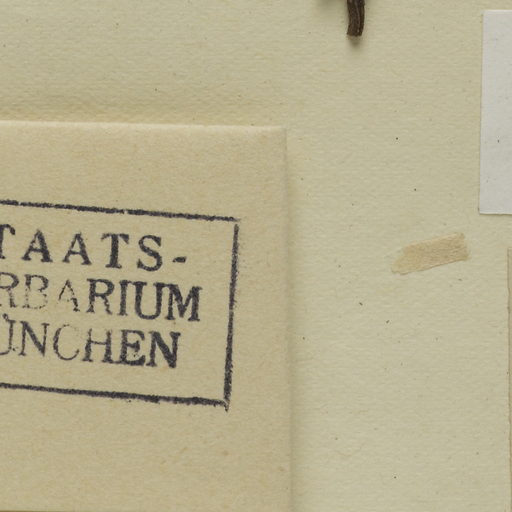 TAATS-
RBARIUM
ÜNCHEN